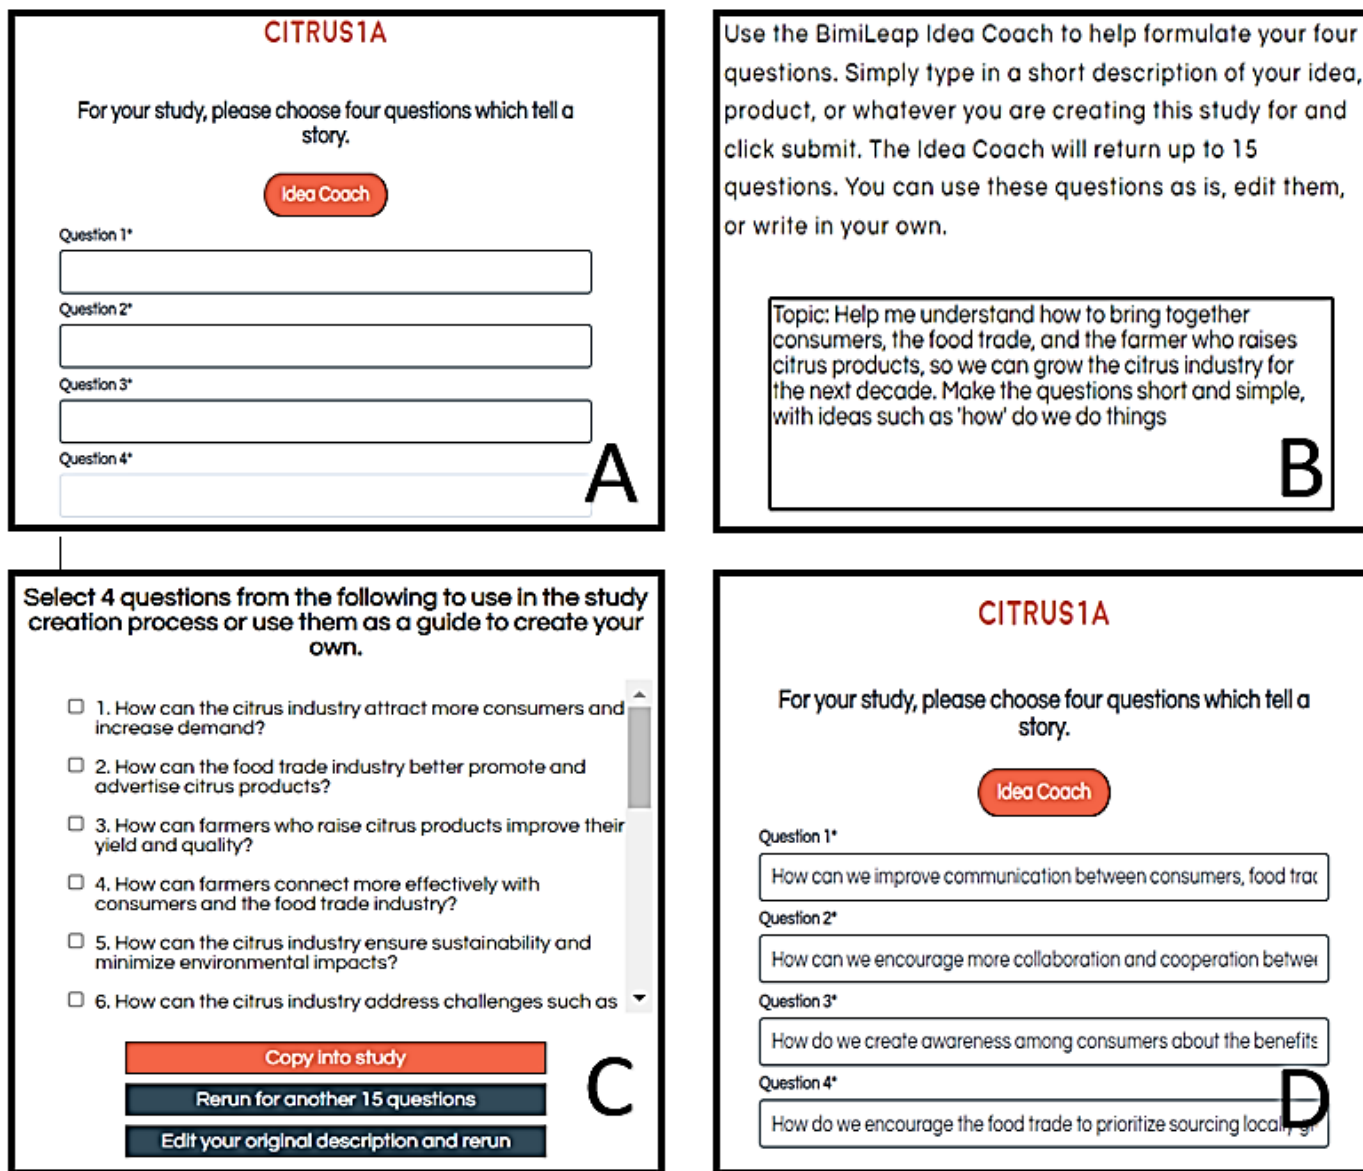 CITRUS1A
For your study, please choose four questions which tell a
story.
Idea Coach
Question 1*
Question 2*
Question 3*
Question 4*
A
Use the BimiLeap Idea Coach to help formulate your four
questions. Simply type in a short description of your idea,
product, or whatever you are creating this study for and
click submit. The Idea Coach will return up to 15
questions. You can use these questions as is, edit them,
or write in your own.
Topic: Help me understand how to bring together
consumers, the food trade, and the farmer who raises
citrus products, so we can grow the citrus industry for
the next decade. Make the questions short and simple,
with ideas such as 'how' do we do things
B
Select 4 questions from the following to use in the study
creation process or use them as a guide to create your
own.
1. How can the citrus industry attract more consumers and
increase demand?
2. How can the food trade industry better promote and
advertise citrus products?
3. How can farmers who raise citrus products improve their
yield and quality?
4. How can farmers connect more effectively with
consumers and the food trade industry?
5. How can the citrus industry ensure sustainability and
minimize environmental impacts?
6. How can the citrus industry address challenges such as
Copy into study
Rerun for another 15 questions
Edit your original description and rerun
C
CITRUS1A
For your study, please choose four questions which tell a
story.
Idea Coach
Question 1*
How can we improve communication between consumers, food
Question 2*
How can we encourage more collaboration and cooperation
Question 3*
How do we create awareness among consumers about the benefits
Question 4*
How do we encourage the food trade to prioritize sourcing
D